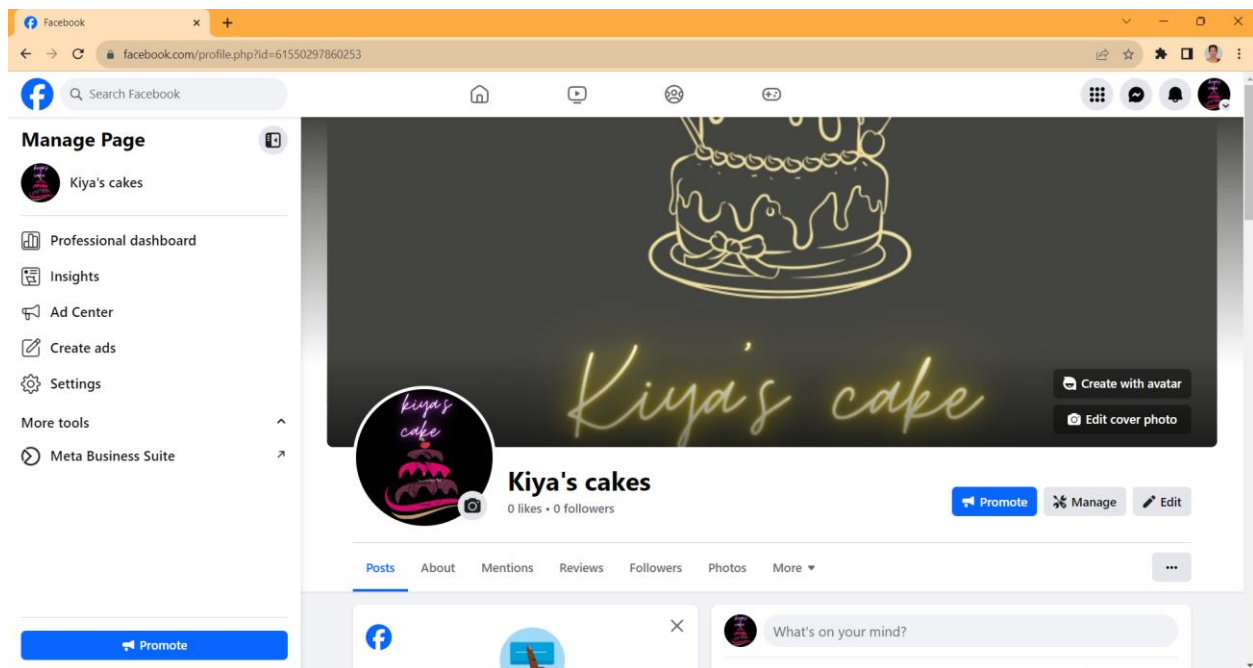 Facebook
facebook.com/profile.php?id=61550297860253
Search Facebook
Manage Page
Kiya's cakes
Professional dashboard
Insights
Ad Center
Create ads
Settings
More tools
Meta Business Suite
Promote
Kiya's cake
Create with avatar
Edit cover photo
kiya's
cake
Kiya's cakes
0 likes • 0 followers
Promote
Manage
Edit
Posts
About
Mentions
Reviews
Followers
Photos
More
What's on your mind?